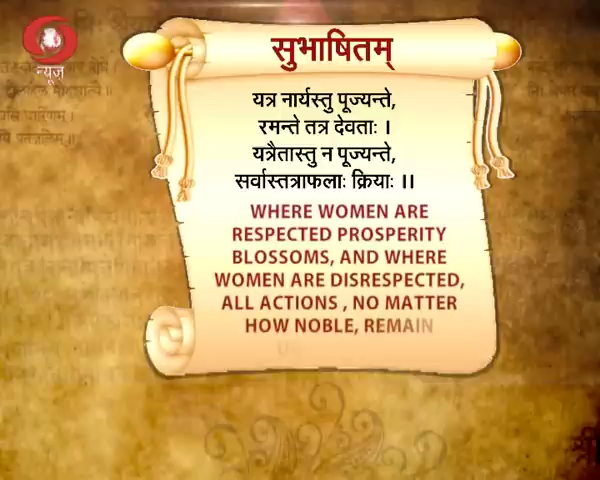 न्यूज़
सुभाषितम्
यत्र नार्यस्तु पूज्यन्ते,
रमन्ते तत्र देवताः ।
यत्रैतास्तु न पूज्यन्ते,
सर्वास्तत्राफलाः क्रियाः ।।
WHERE WOMEN ARE
RESPECTED PROSPERITY
BLOSSOMS, AND WHERE
WOMEN ARE DISRESPECTED,
ALL ACTIONS , NO MATTER
HOW NOBLE, REMAIN